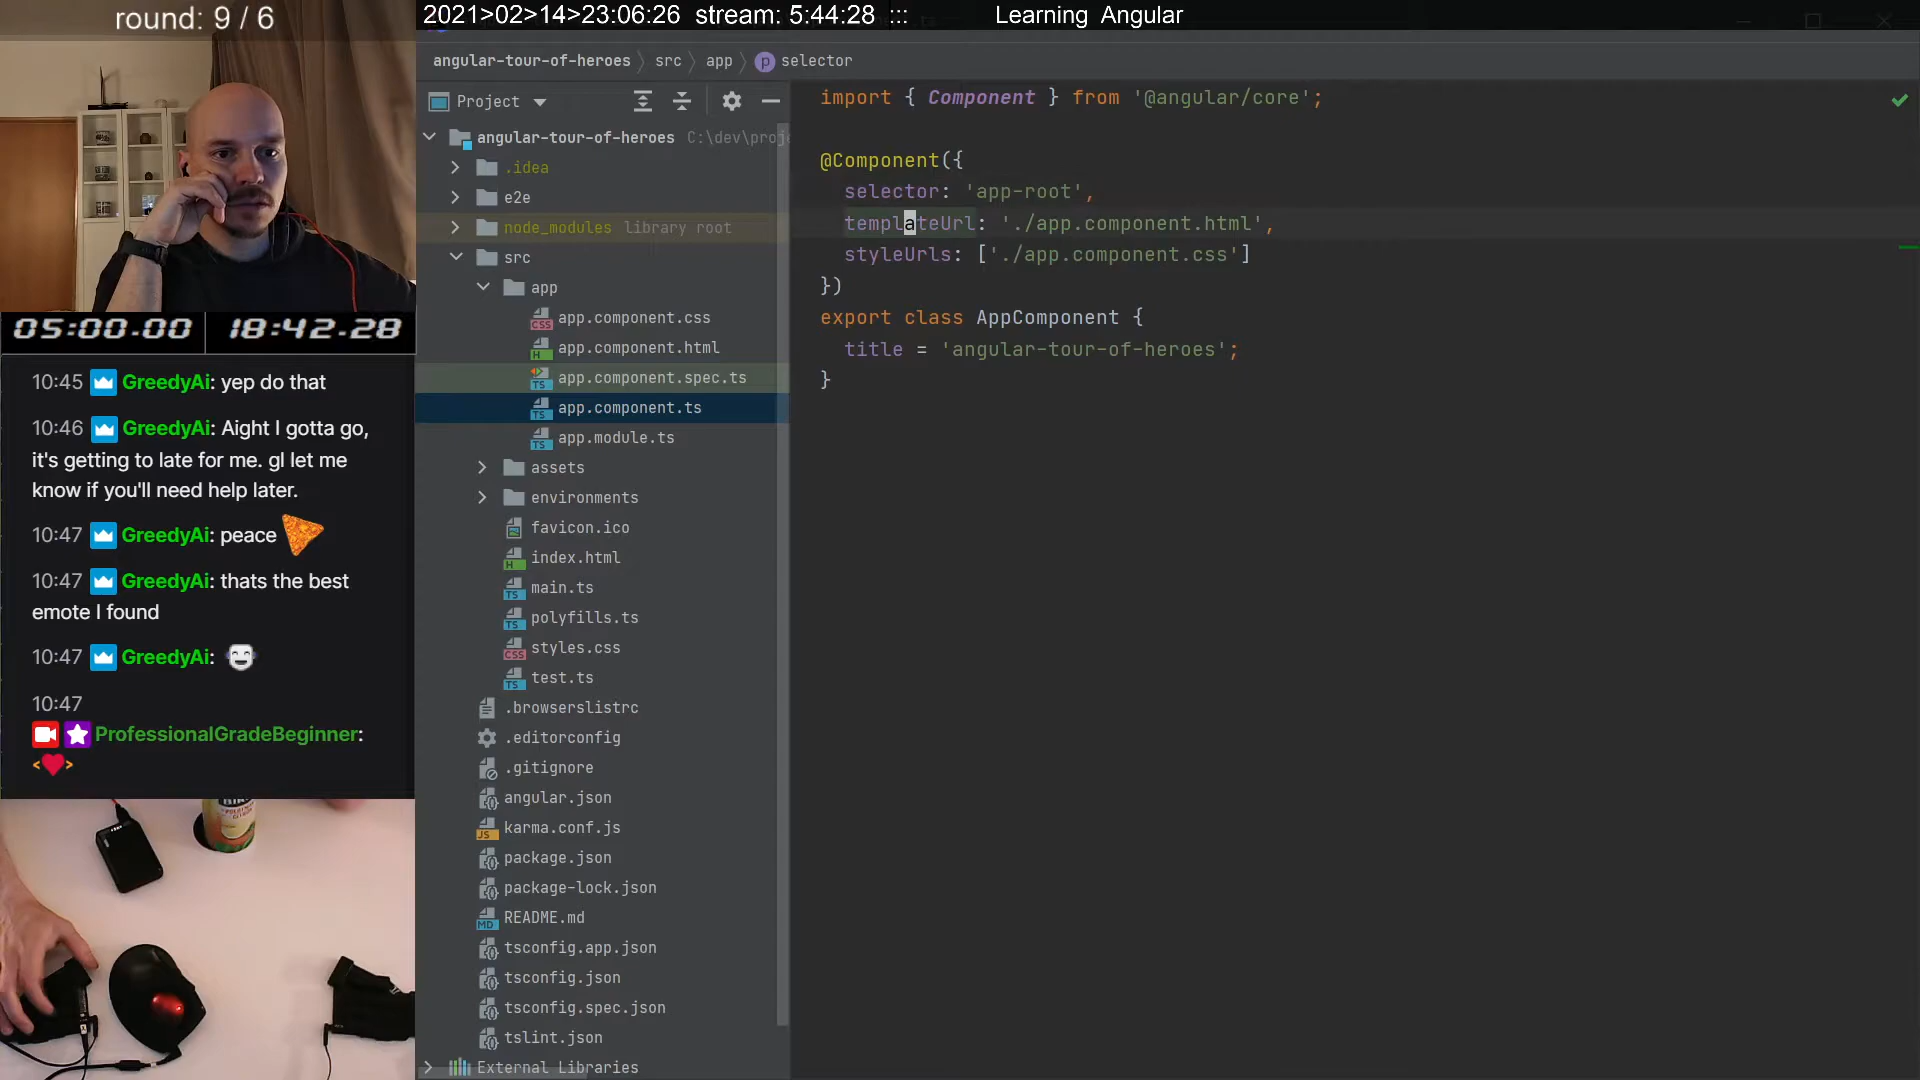 round: 9 / 6
2021>02>14>23:06:26 stream: 5:44:28 ::: Learning Angular
angular-tour-of-heroes src app p selector
Project
angular-tour-of-heroes C:\dev\proj
.idea
e2e
node_modules library root
src
app
app.component.css
app.component.html
app.component.spec.ts
app.component.ts
app.module.ts
assets
environments
favicon.ico
index.html
main.ts
polyfills.ts
styles.css
test.ts
.browserslistrc
.editorconfig
.gitignore
angular.json
karma.conf.js
package.json
package-lock.json
README.md
tsconfig.app.json
tsconfig.json
tsconfig.spec.json
tslint.json
External Libraries
import { Component } from '@angular/core';
@Component({
selector: 'app-root',
templateUrl: './app.component.html',
styleUrls: ['./app.component.css']
})
export class AppComponent {
title = 'angular-tour-of-heroes';
}
05:00.00 18:42.28
10:45 GreedyAi: yep do that
10:46 GreedyAi: Aight I gotta go,
it's getting to late for me. gl let me
know if you'll need help later.
10:47 GreedyAi: peace
10:47 GreedyAi: thats the best
emote I found
10:47 GreedyAi:
10:47
ProfessionalGradeBeginner:
<❤>